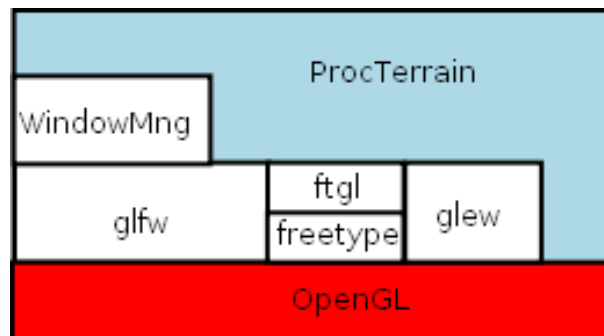 ProcTerrain
WindowMng
ftgl
glfw
glew
freetype
OpenGL